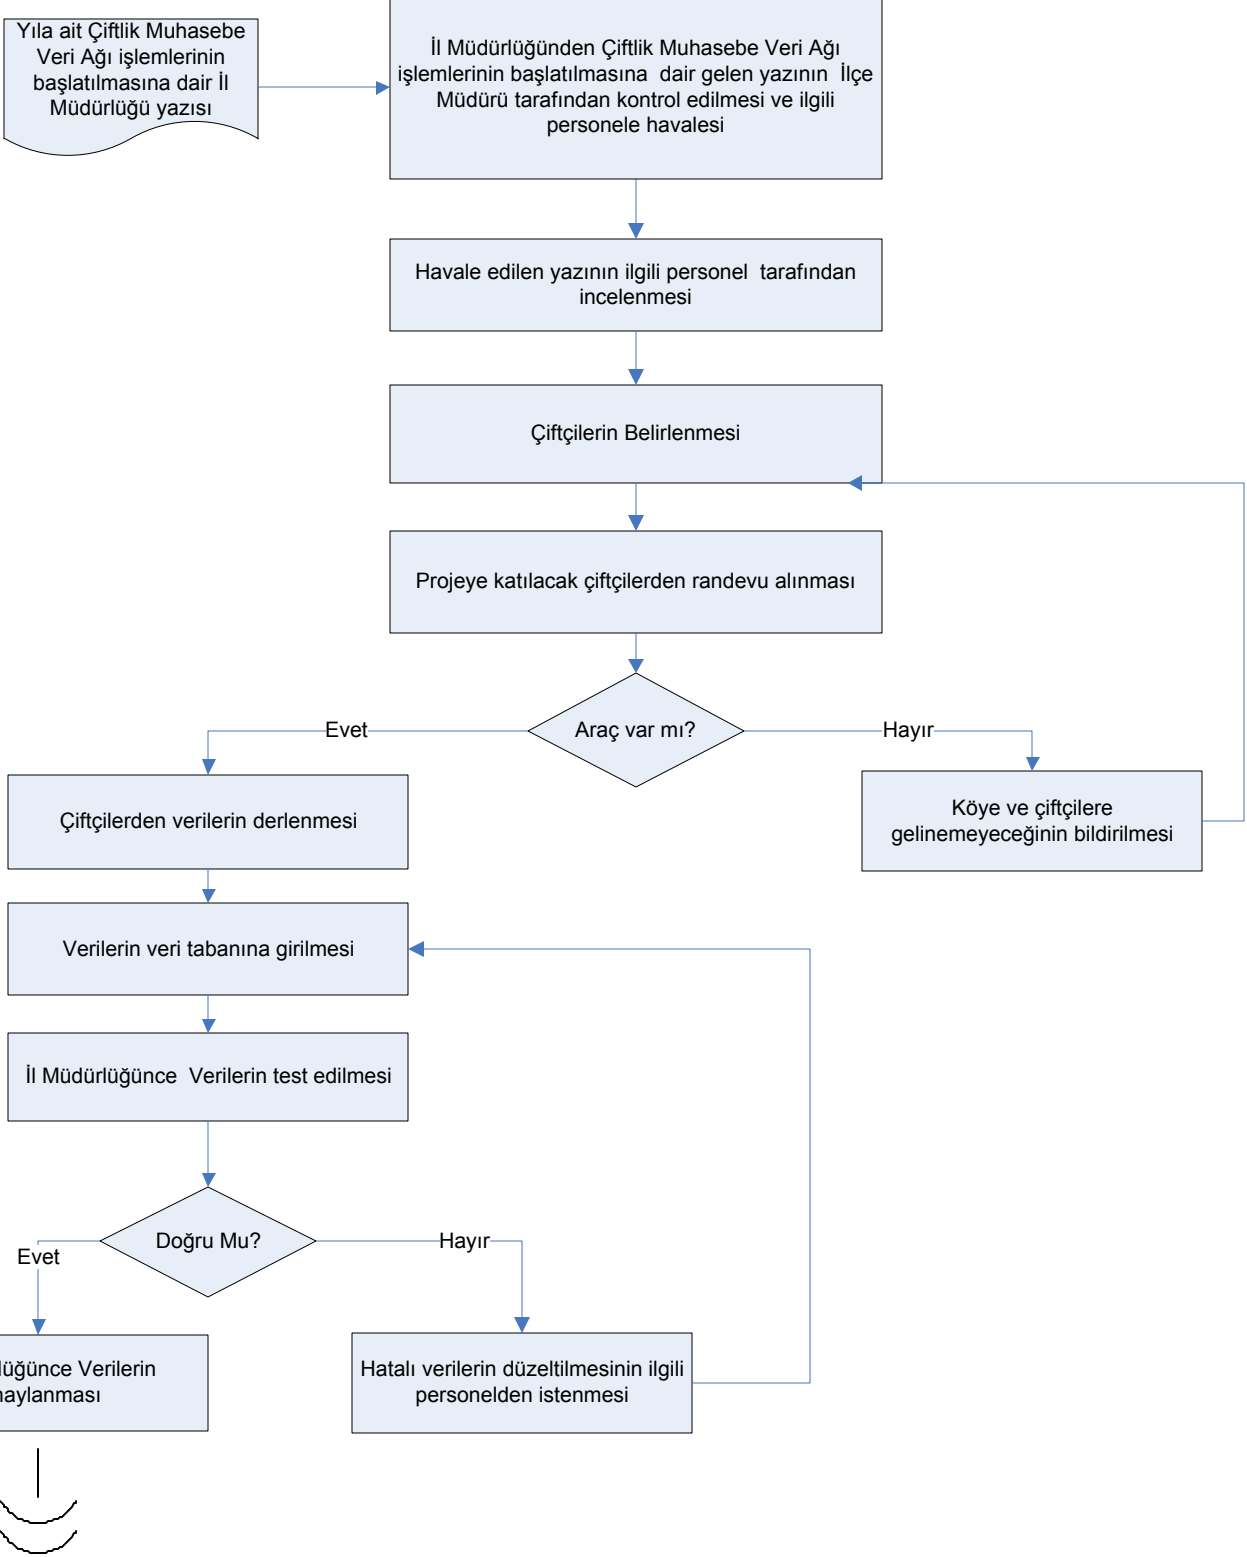 Yıla ait Çiftlik Muhasebe
Veri Ağı işlemlerinin
başlatılmasına dair İl
Müdürlüğü yazısı
İl Müdürlüğünden Çiftlik Muhasebe Veri Ağı
işlemlerinin başlatılmasına dair gelen yazının İlçe
Müdürü tarafından kontrol edilmesi ve ilgili
personele havalesi
Havale edilen yazının ilgili personel tarafından
incelenmesi
Çiftçilerin Belirlenmesi
Projeye katılacak çiftçilerden randevu alınması
Araç var mı?
Evet
Hayır
Çiftçilerden verilerin derlenmesi
Köye ve çiftçilere
gelinemeyeceğinin bildirilmesi
Verilerin veri tabanına girilmesi
İl Müdürlüğünce Verilerin test edilmesi
Doğru Mu?
Evet
Hayır
lüğünce Verilerin
naylanması
Hatalı verilerin düzeltilmesinin ilgili
personelden istenmesi